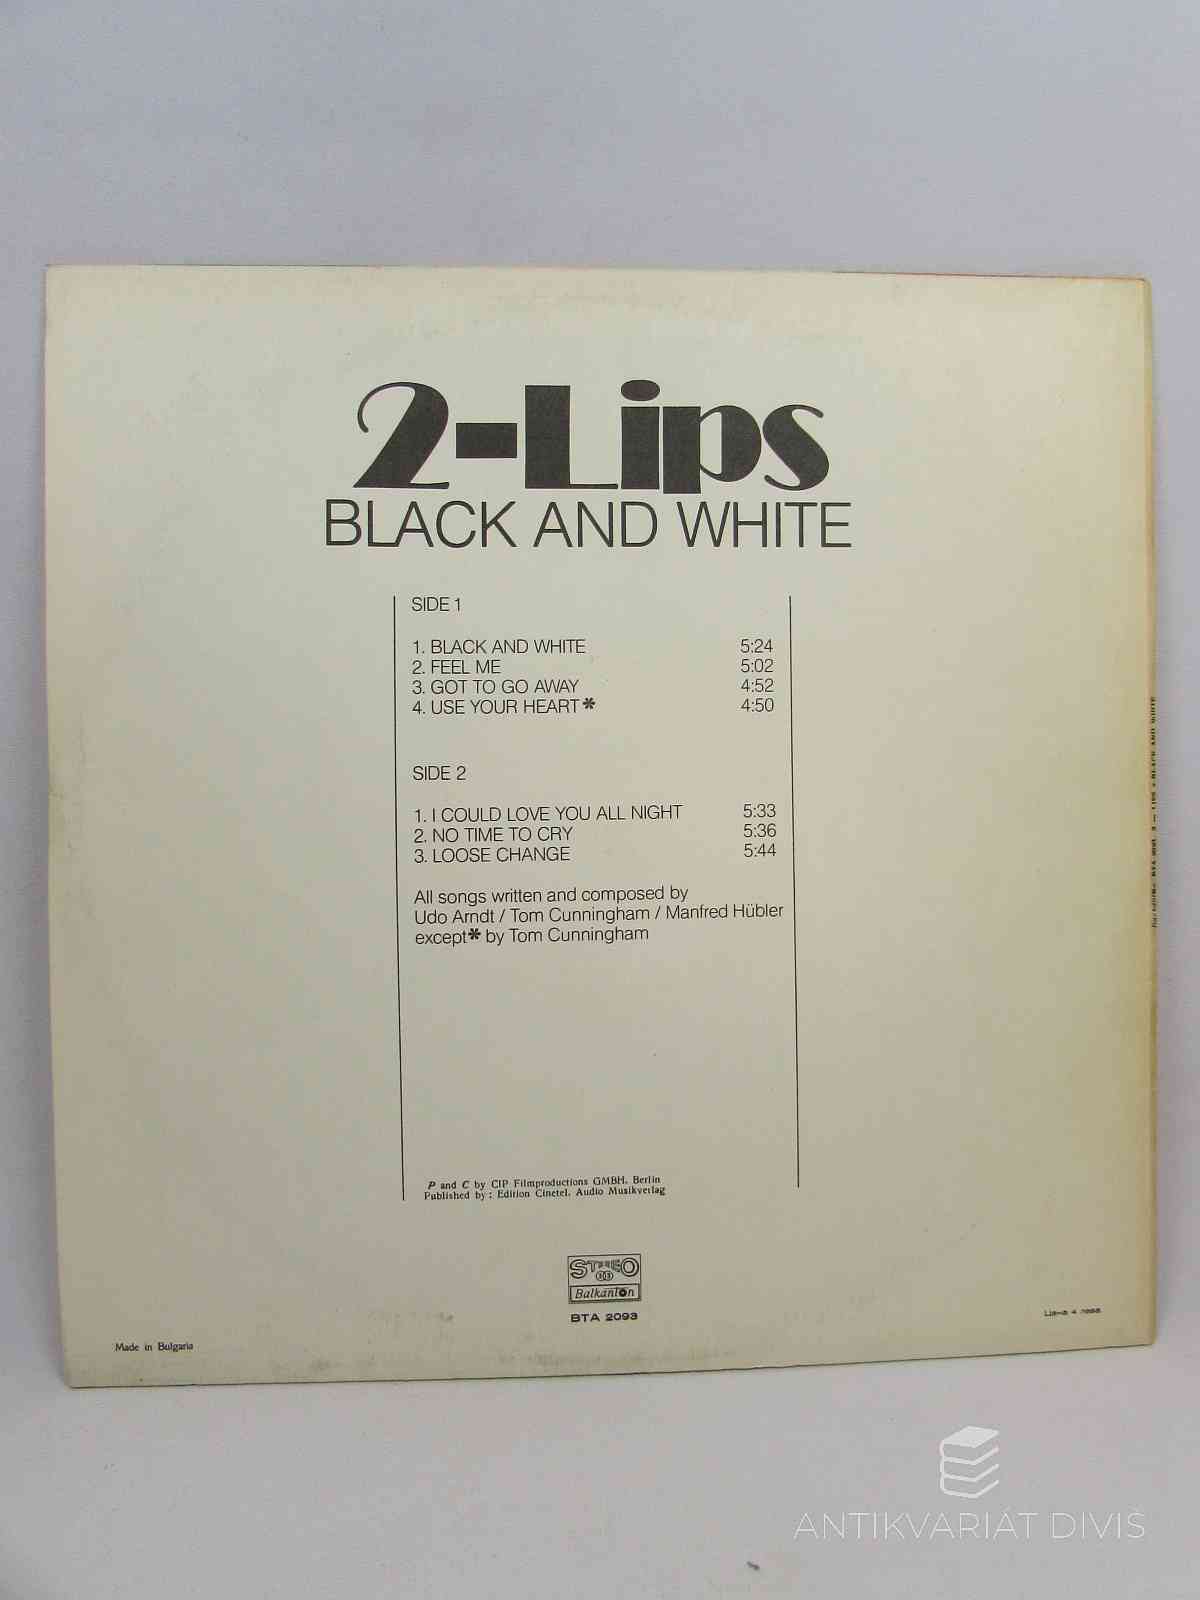 2-Lips
BLACK AND WHITE
SIDE 1
1. BLACK AND WHITE 5:24
2. FEEL ME 5:02
3. GOT TO GO AWAY 4:52
4. USE YOUR HEART * 4:50
SIDE 2
1. I COULD LOVE YOU ALL NIGHT 5:33
2. NO TIME TO CRY 5:36
3. LOOSE CHANGE 5:44
All songs written and composed by
Udo Arndt / Tom Cunningham / Manfred Hübler
except * by Tom Cunningham
P and C by CIP Filmproductions GMBH, Berlin
Published by: Edition Cinetel, Audio Musikverlag
STEREO
Balkanton
BTA 2093
Made in Bulgaria
BLACK AND WHITE
ANTIKVARIÁT DIVIŠ